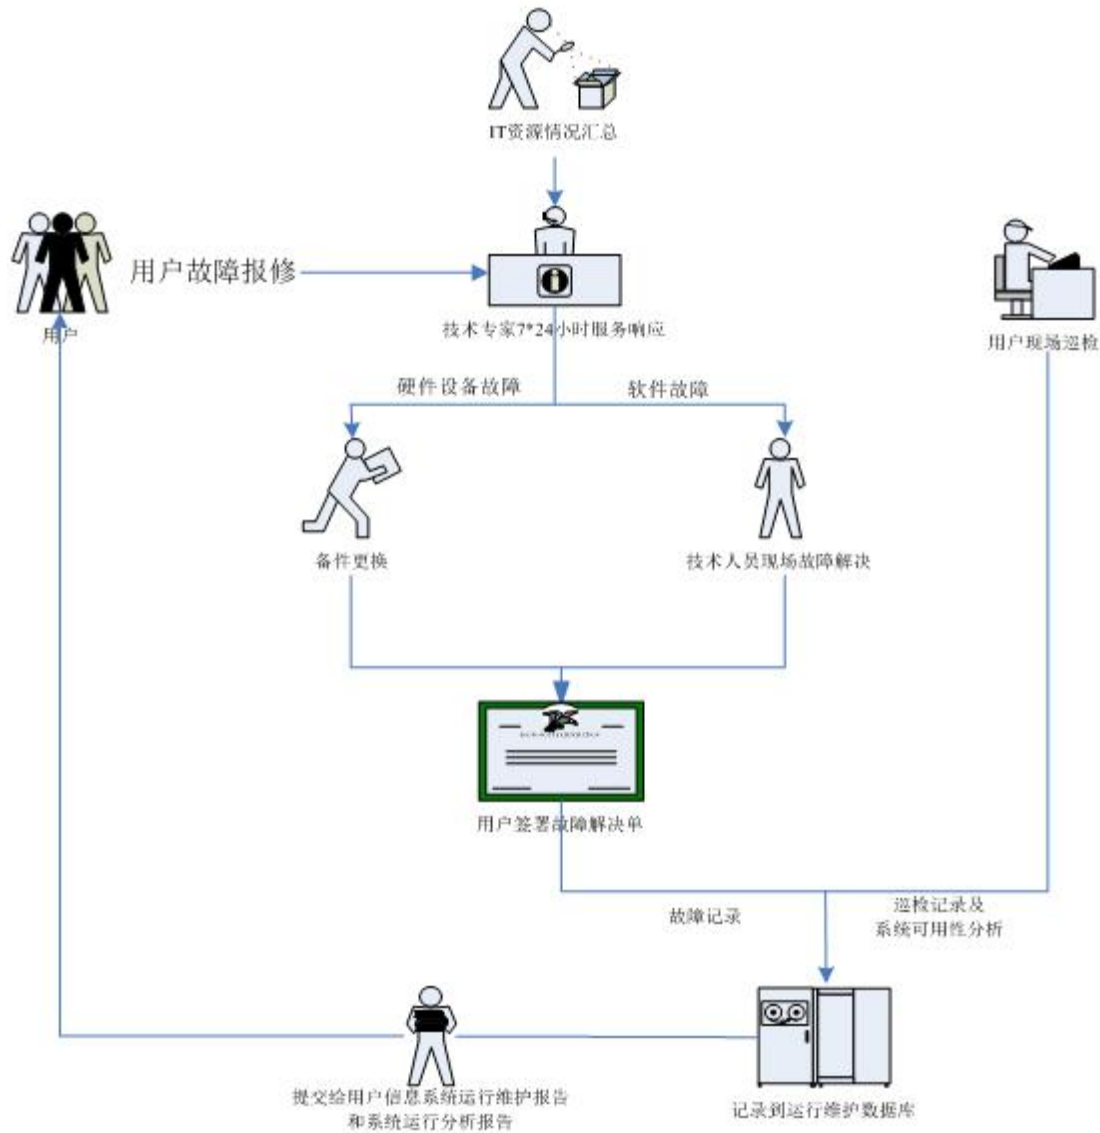 IT资源情况汇总
用户故障报修
用户
技术专家7*24小时服务响应
用户现场巡检
硬件设备故障
软件故障
备件更换
技术人员现场故障解决
用户签署故障解决单
故障记录
巡检记录及
系统可用性分析
提交给用户信息系统运行维护报告
和系统运行分析报告
记录到运行维护数据库